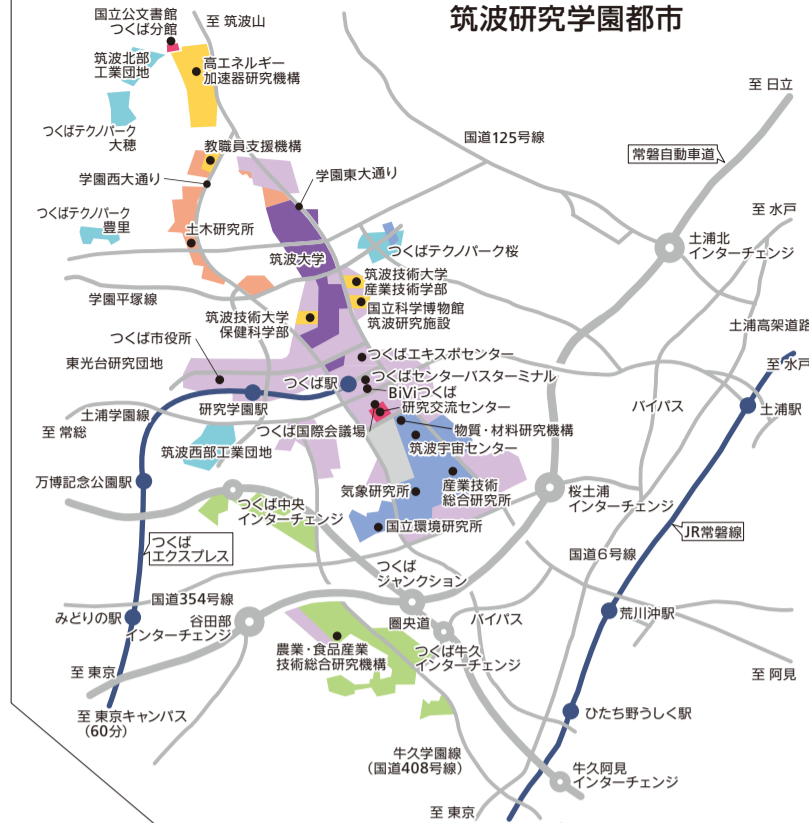 筑波研究学園都市
国立公文書館
つくば分館
至 筑波山
筑波北部
工業団地
高エネルギー
加速器研究機構
至 日立
つくばテクノパーク
大穂
国道125号線
教職員支援機構
常磐自動車道
学園西大通り
学園東大通り
つくばテクノパーク
豊里
至 水戸
土木研究所
土浦北
インターチェンジ
筑波大学
つくばテクノパーク桜
筑波技術大学
産業技術学部
学園平塚線
国立科学博物館
筑波研究施設
筑波技術大学
保健科学部
土浦高架道路
つくば市役所
つくばエキスポセンター
東光台研究団地
至 水戸
つくば駅
つくばセンターバスターミナル
BiViつくば
研究学園駅
研究交流センター
バイパス
土浦駅
土浦学園線
至 常総
つくば国際会議場
物質・材料研究機構
筑波西部工業団地
筑波宇宙センター
万博記念公園駅
気象研究所
産業技術
総合研究所
桜土浦
インターチェンジ
つくば中央
インターチェンジ
国立環境研究所
JR常磐線
つくば
エクスプレス
国道6号線
つくば
ジャンクション
国道354号線
みどりの駅
谷田部
インターチェンジ
圏央道
バイパス
荒川沖駅
農業・食品産業
技術総合研究機構
つくば牛久
インターチェンジ
至 東京
至 阿見
至 東京キャンパス
(60分)
ひたち野うしく駅
牛久学園線
(国道408号線)
牛久阿見
インターチェンジ
至 東京